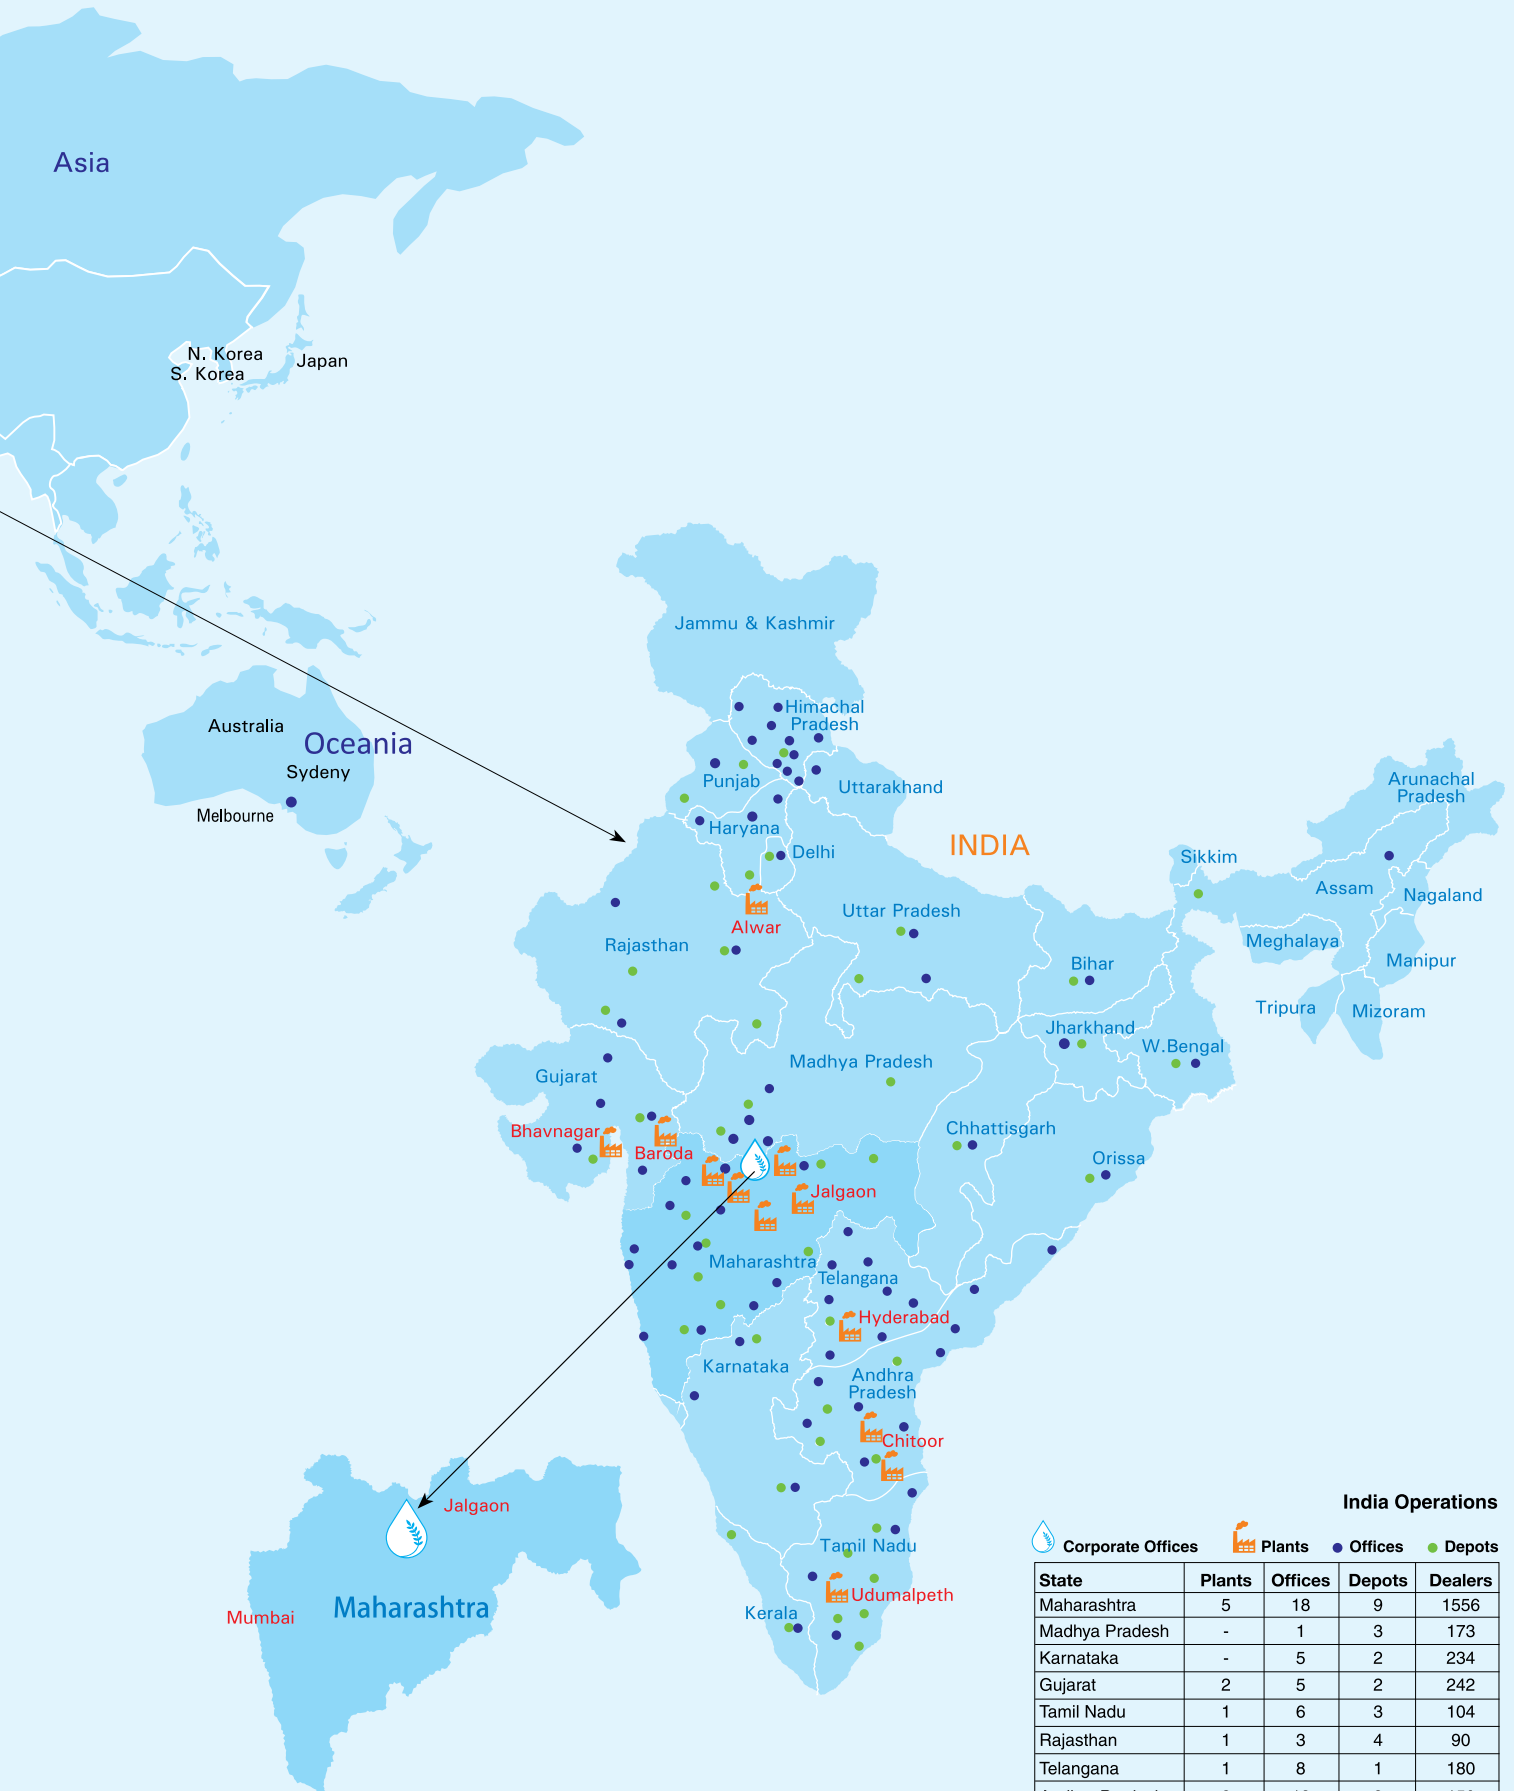 Asia
N. Korea
S. Korea
Japan
Jammu & Kashmir
Himachal
Pradesh
Australia
Oceania
Sydeny
Melbourne
Punjab
Uttarakhand
Arunachal
Pradesh
Haryana
INDIA
Delhi
Sikkim
Assam
Nagaland
Uttar Pradesh
Alwar
Rajasthan
Meghalaya
Manipur
Bihar
Tripura
Mizoram
Jharkhand
W.Bengal
Madhya Pradesh
Gujarat
Bhavnagar
Chhattisgarh
Baroda
Orissa
Jalgaon
Maharashtra
Telangana
Hyderabad
Karnataka
Andhra
Pradesh
Chitoor
Jalgaon
Tamil Nadu
Udumalpeth
Kerala
Mumbai
Maharashtra
India Operations
Corporate Offices Plants Offices Depots
State Plants Offices Depots Dealers
Maharashtra 5 18 9 1556
Madhya Pradesh - 1 3 173
Karnataka - 5 2 234
Gujarat 2 5 2 242
Tamil Nadu 1 6 3 104
Rajasthan 1 3 4 90
Telangana 1 8 1 180